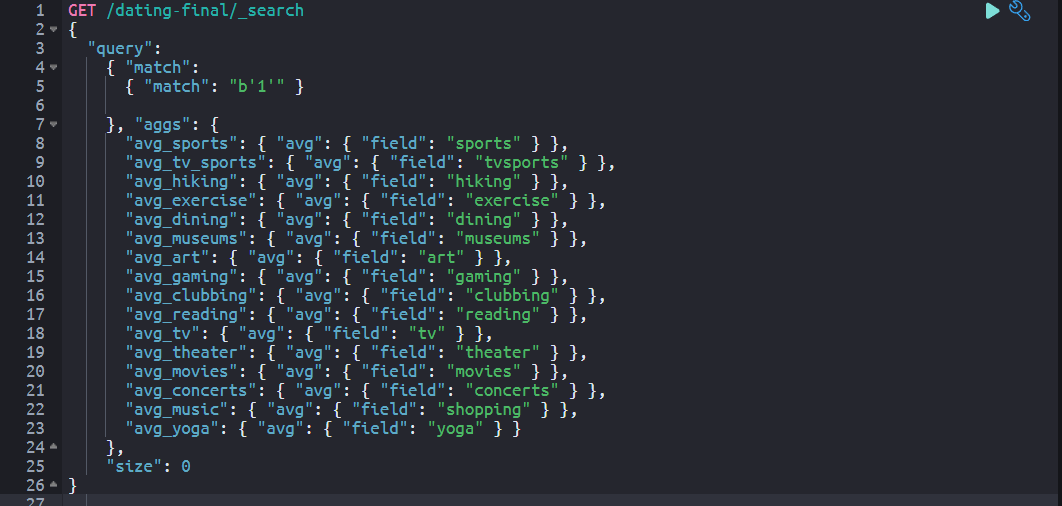 1 GET /dating-final/_search
2 {
3 "query":
4 { "match":
5 { "match": "b'1'" }
6
7 }, "aggs": {
8 "avg_sports": { "avg": { "field": "sports" } },
9 "avg_tv_sports": { "avg": { "field": "tvsports" } },
10 "avg_hiking": { "avg": { "field": "hiking" } },
11 "avg_exercise": { "avg": { "field": "exercise" } },
12 "avg_dining": { "avg": { "field": "dining" } },
13 "avg_museums": { "avg": { "field": "museums" } },
14 "avg_art": { "avg": { "field": "art" } },
15 "avg_gaming": { "avg": { "field": "gaming" } },
16 "avg_clubbing": { "avg": { "field": "clubbing" } },
17 "avg_reading": { "avg": { "field": "reading" } },
18 "avg_tv": { "avg": { "field": "tv" } },
19 "avg_theater": { "avg": { "field": "theater" } },
20 "avg_movies": { "avg": { "field": "movies" } },
21 "avg_concerts": { "avg": { "field": "concerts" } },
22 "avg_music": { "avg": { "field": "shopping" } },
23 "avg_yoga": { "avg": { "field": "yoga" } }
24 },
25 "size": 0
26 }
27